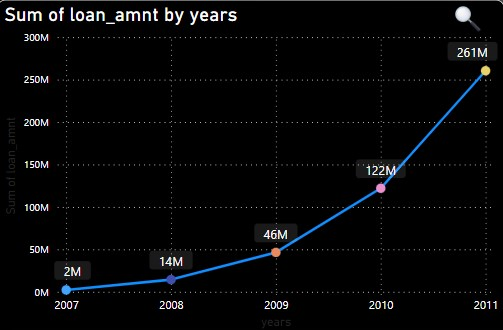 Sum of loan_amnt by years
300M
261M
250M
200M
150M
122M
100M
50M
46M
14M
2M
0M
Sum of loan_amnt
2007 2008 2009 2010 2011
years